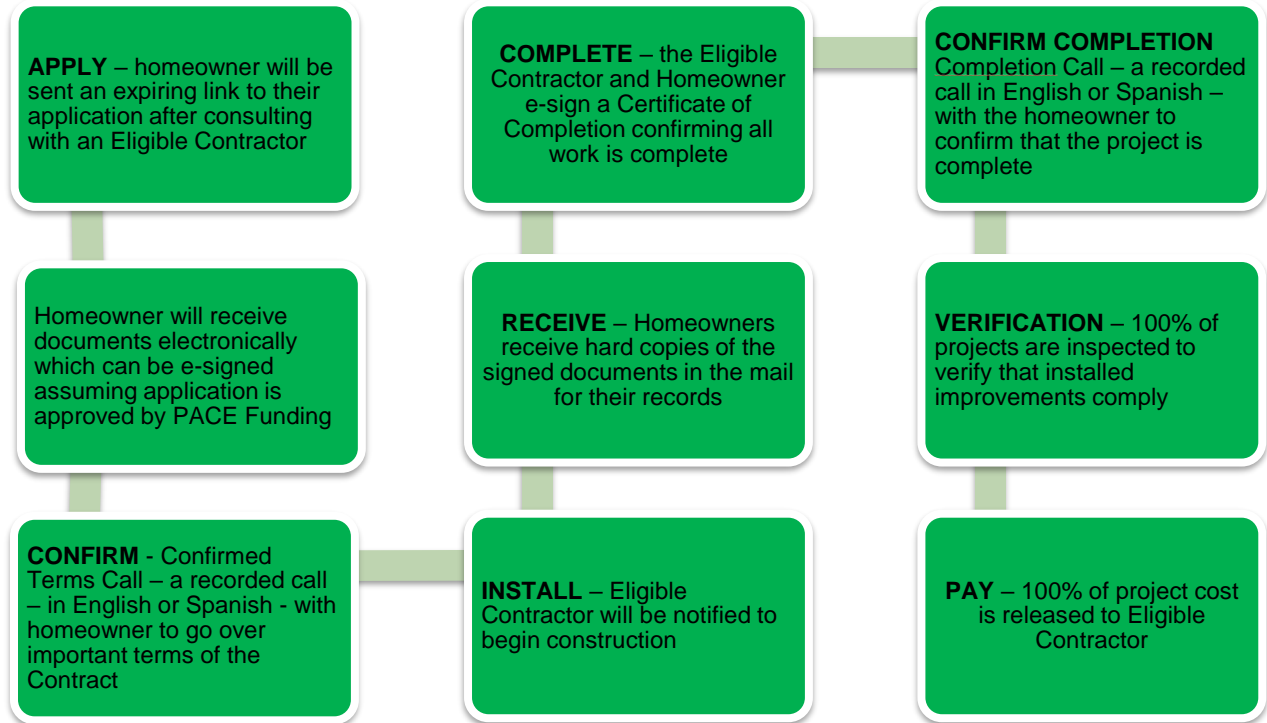 APPLY – homeowner will be
sent an expiring link to their
application after consulting
with an Eligible Contractor
Homeowner will receive
documents electronically
which can be e-signed
assuming application is
approved by PACE Funding
CONFIRM - Confirmed
Terms Call – a recorded call
– in English or Spanish - with
homeowner to go over
important terms of the
Contract
INSTALL – Eligible
Contractor will be notified to
begin construction
RECEIVE – Homeowners
receive hard copies of the
signed documents in the mail
for their records
COMPLETE – the Eligible
Contractor and Homeowner
e-sign a Certificate of
Completion confirming all
work is complete
CONFIRM COMPLETION
Completion Call – a recorded
call in English or Spanish –
with the homeowner to
confirm that the project is
complete
VERIFICATION – 100% of
projects are inspected to
verify that installed
improvements comply
PAY – 100% of project cost
is released to Eligible
Contractor